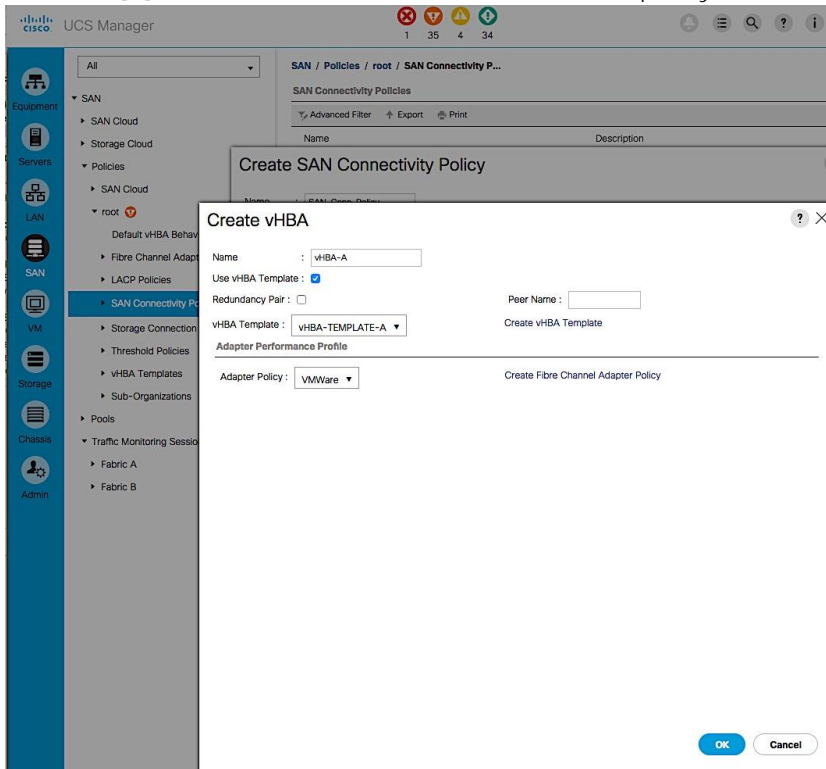 cisco. UCS Manager
1 35 4 34
Equipment
Servers
LAN
SAN
VM
Storage
Chassis
Admin
All
SAN
SAN Cloud
Storage Cloud
Policies
SAN Cloud
root
Default vHBA Behav
Fibre Channel Adapt
LACP Policies
SAN Connectivity Po
Storage Connection
Threshold Policies
vHBA Templates
Sub-Organizations
Pools
Traffic Monitoring Sessio
Fabric A
Fabric B
SAN / Policies / root / SAN Connectivity P...
SAN Connectivity Policies
Advanced Filter Export Print
Name Description
Create SAN Connectivity Policy
Name : SAN_Conn_Policy
Create vHBA
Name : vHBA-A
Use vHBA Template :
Redundancy Pair : Peer Name :
vHBA Template : vHBA-TEMPLATE-A Create vHBA Template
Adapter Performance Profile
Adapter Policy : VMWare Create Fibre Channel Adapter Policy
OK Cancel